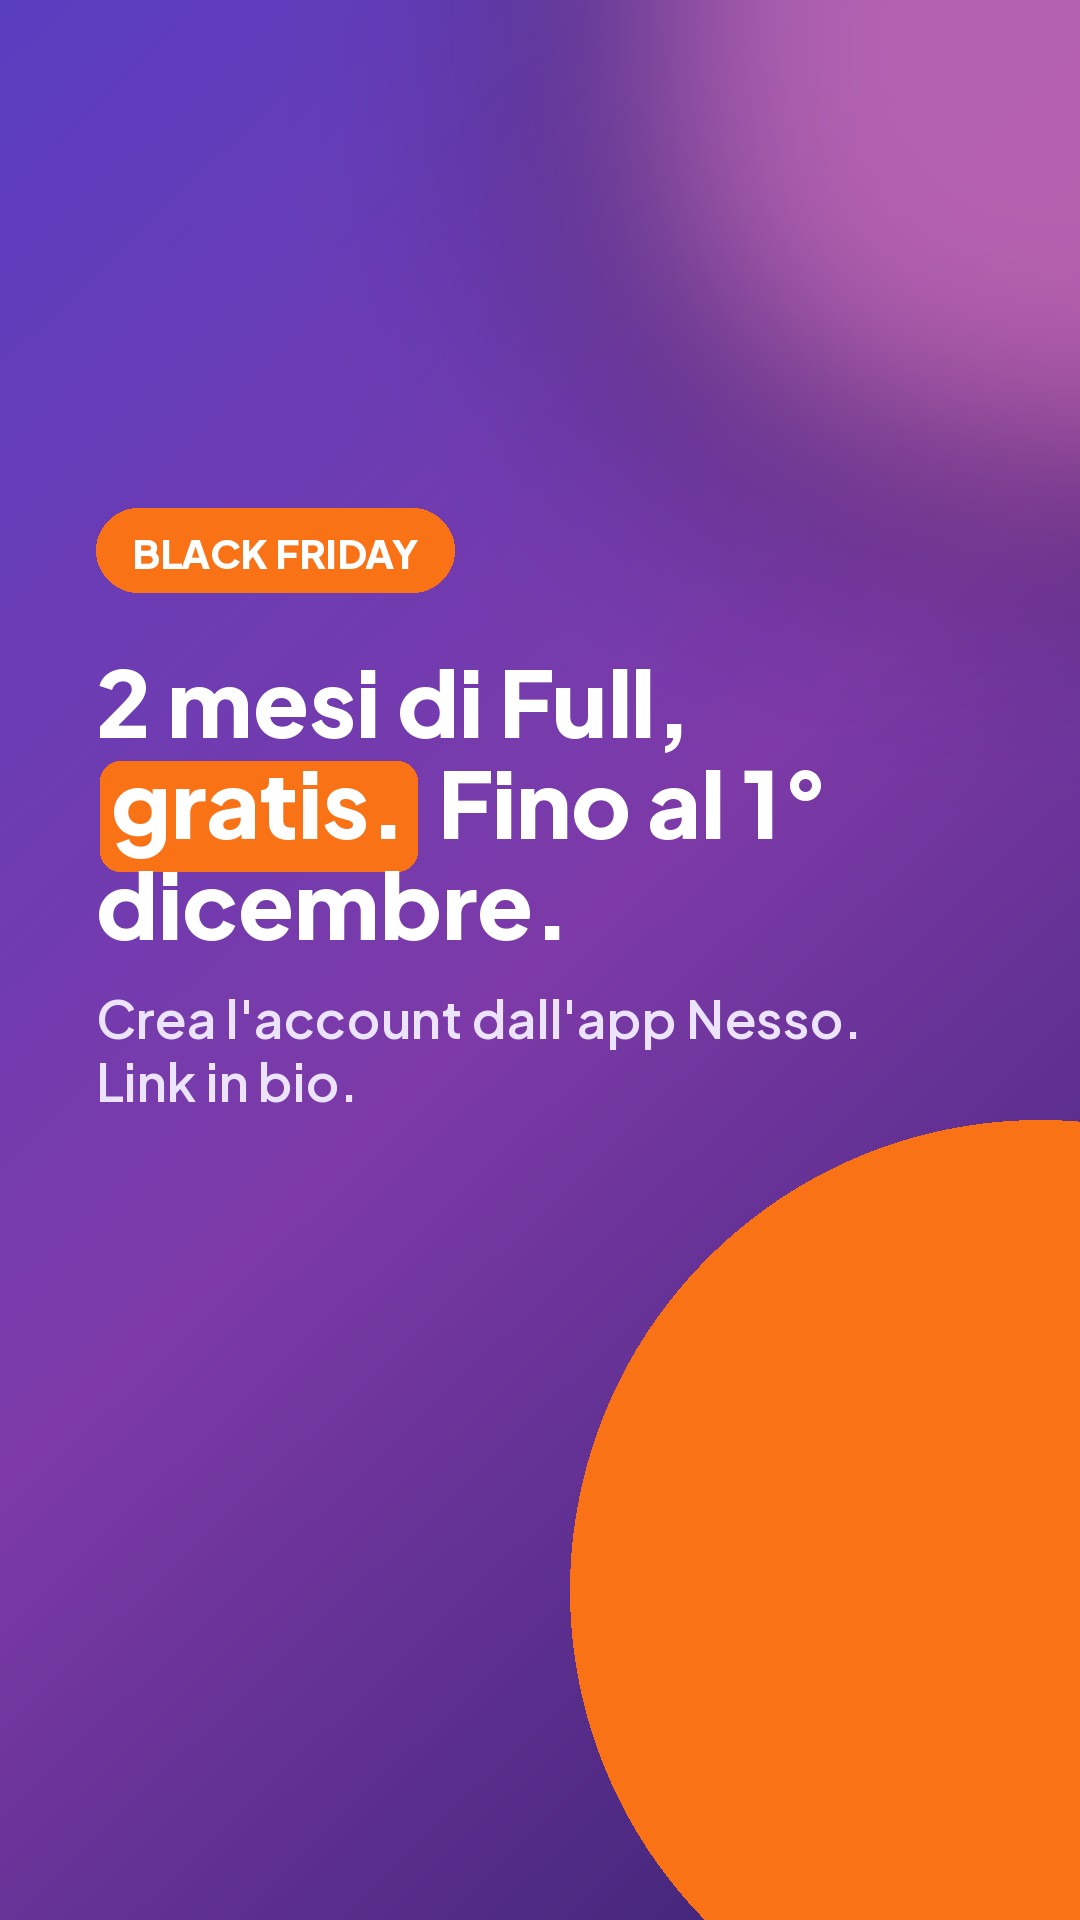 BLACK FRIDAY
2 mesi di Full,
gratis. Fino al 1°
dicembre.
Crea l'account dall'app Nesso.
Link in bio.